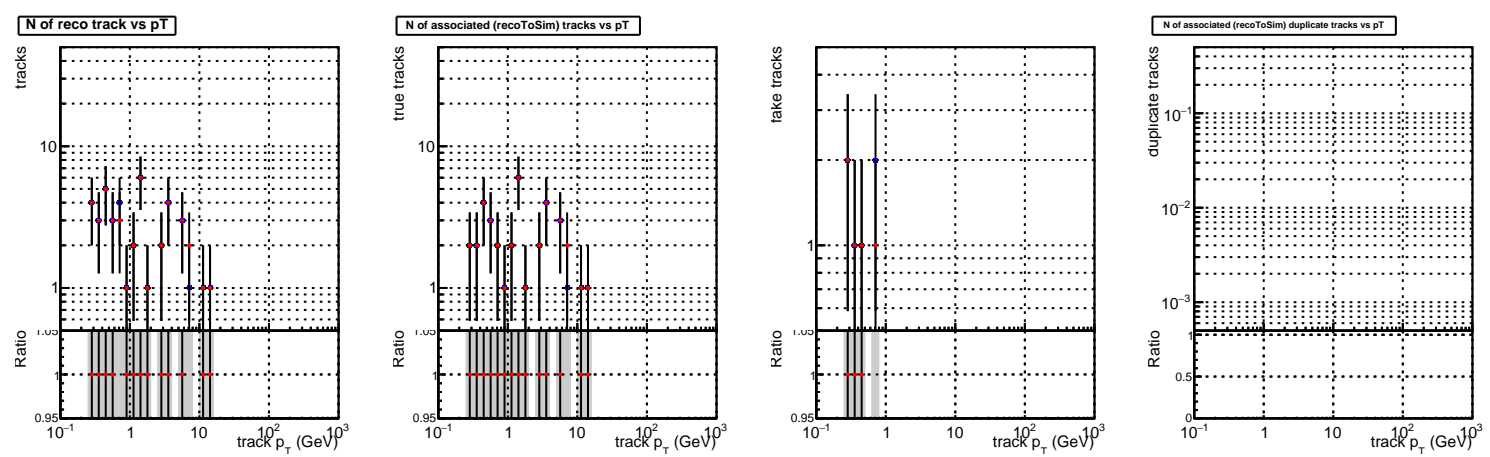 N of reco track vs pT
tracks
10
1
Ratio
1.05
1
0.95
10⁻¹ 1 10 10² 10³
track p_T (GeV)
N of associated (recoToSim) tracks vs pT
true tracks
10
1
Ratio
1.05
1
0.95
10⁻¹ 1 10 10² 10³
track p_T (GeV)
fake tracks
1
Ratio
1.05
1
0.95
10⁻¹ 1 10 10² 10³
track p_T (GeV)
N of associated (recoToSim) duplicate tracks vs pT
duplicate tracks
10⁻¹
10⁻²
10⁻³
Ratio
1
0.5
0
10⁻¹ 1 10 10² 10³
track p_T (GeV)